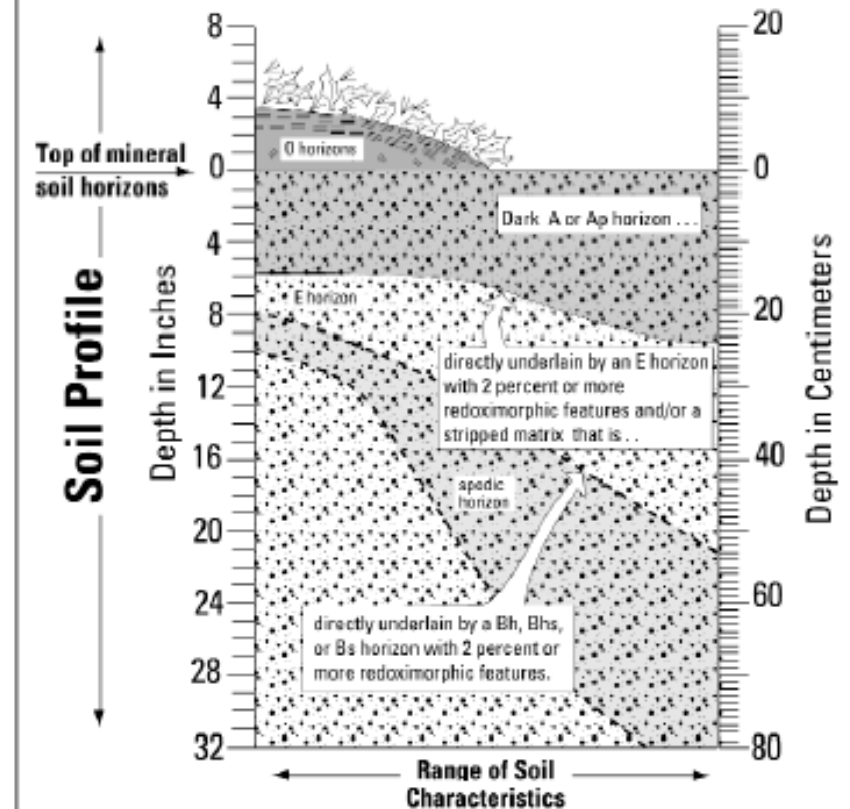 8
4
0
4
8
12
16
20
24
28
32
20
0
20
40
60
80
Top of mineral
soil horizons
Soil Profile
Depth in Inches
Depth in Centimeters
O horizons
Dark A or Ap horizon ...
E horizon
directly underlain by an E horizon
with 2 percent or more
redoximorphic features and/or a
stripped matrix that is ..
spodic
horizon
directly underlain by a Bh, Bhs,
or Bs horizon with 2 percent or
more redoximorphic features.
Range of Soil
Characteristics